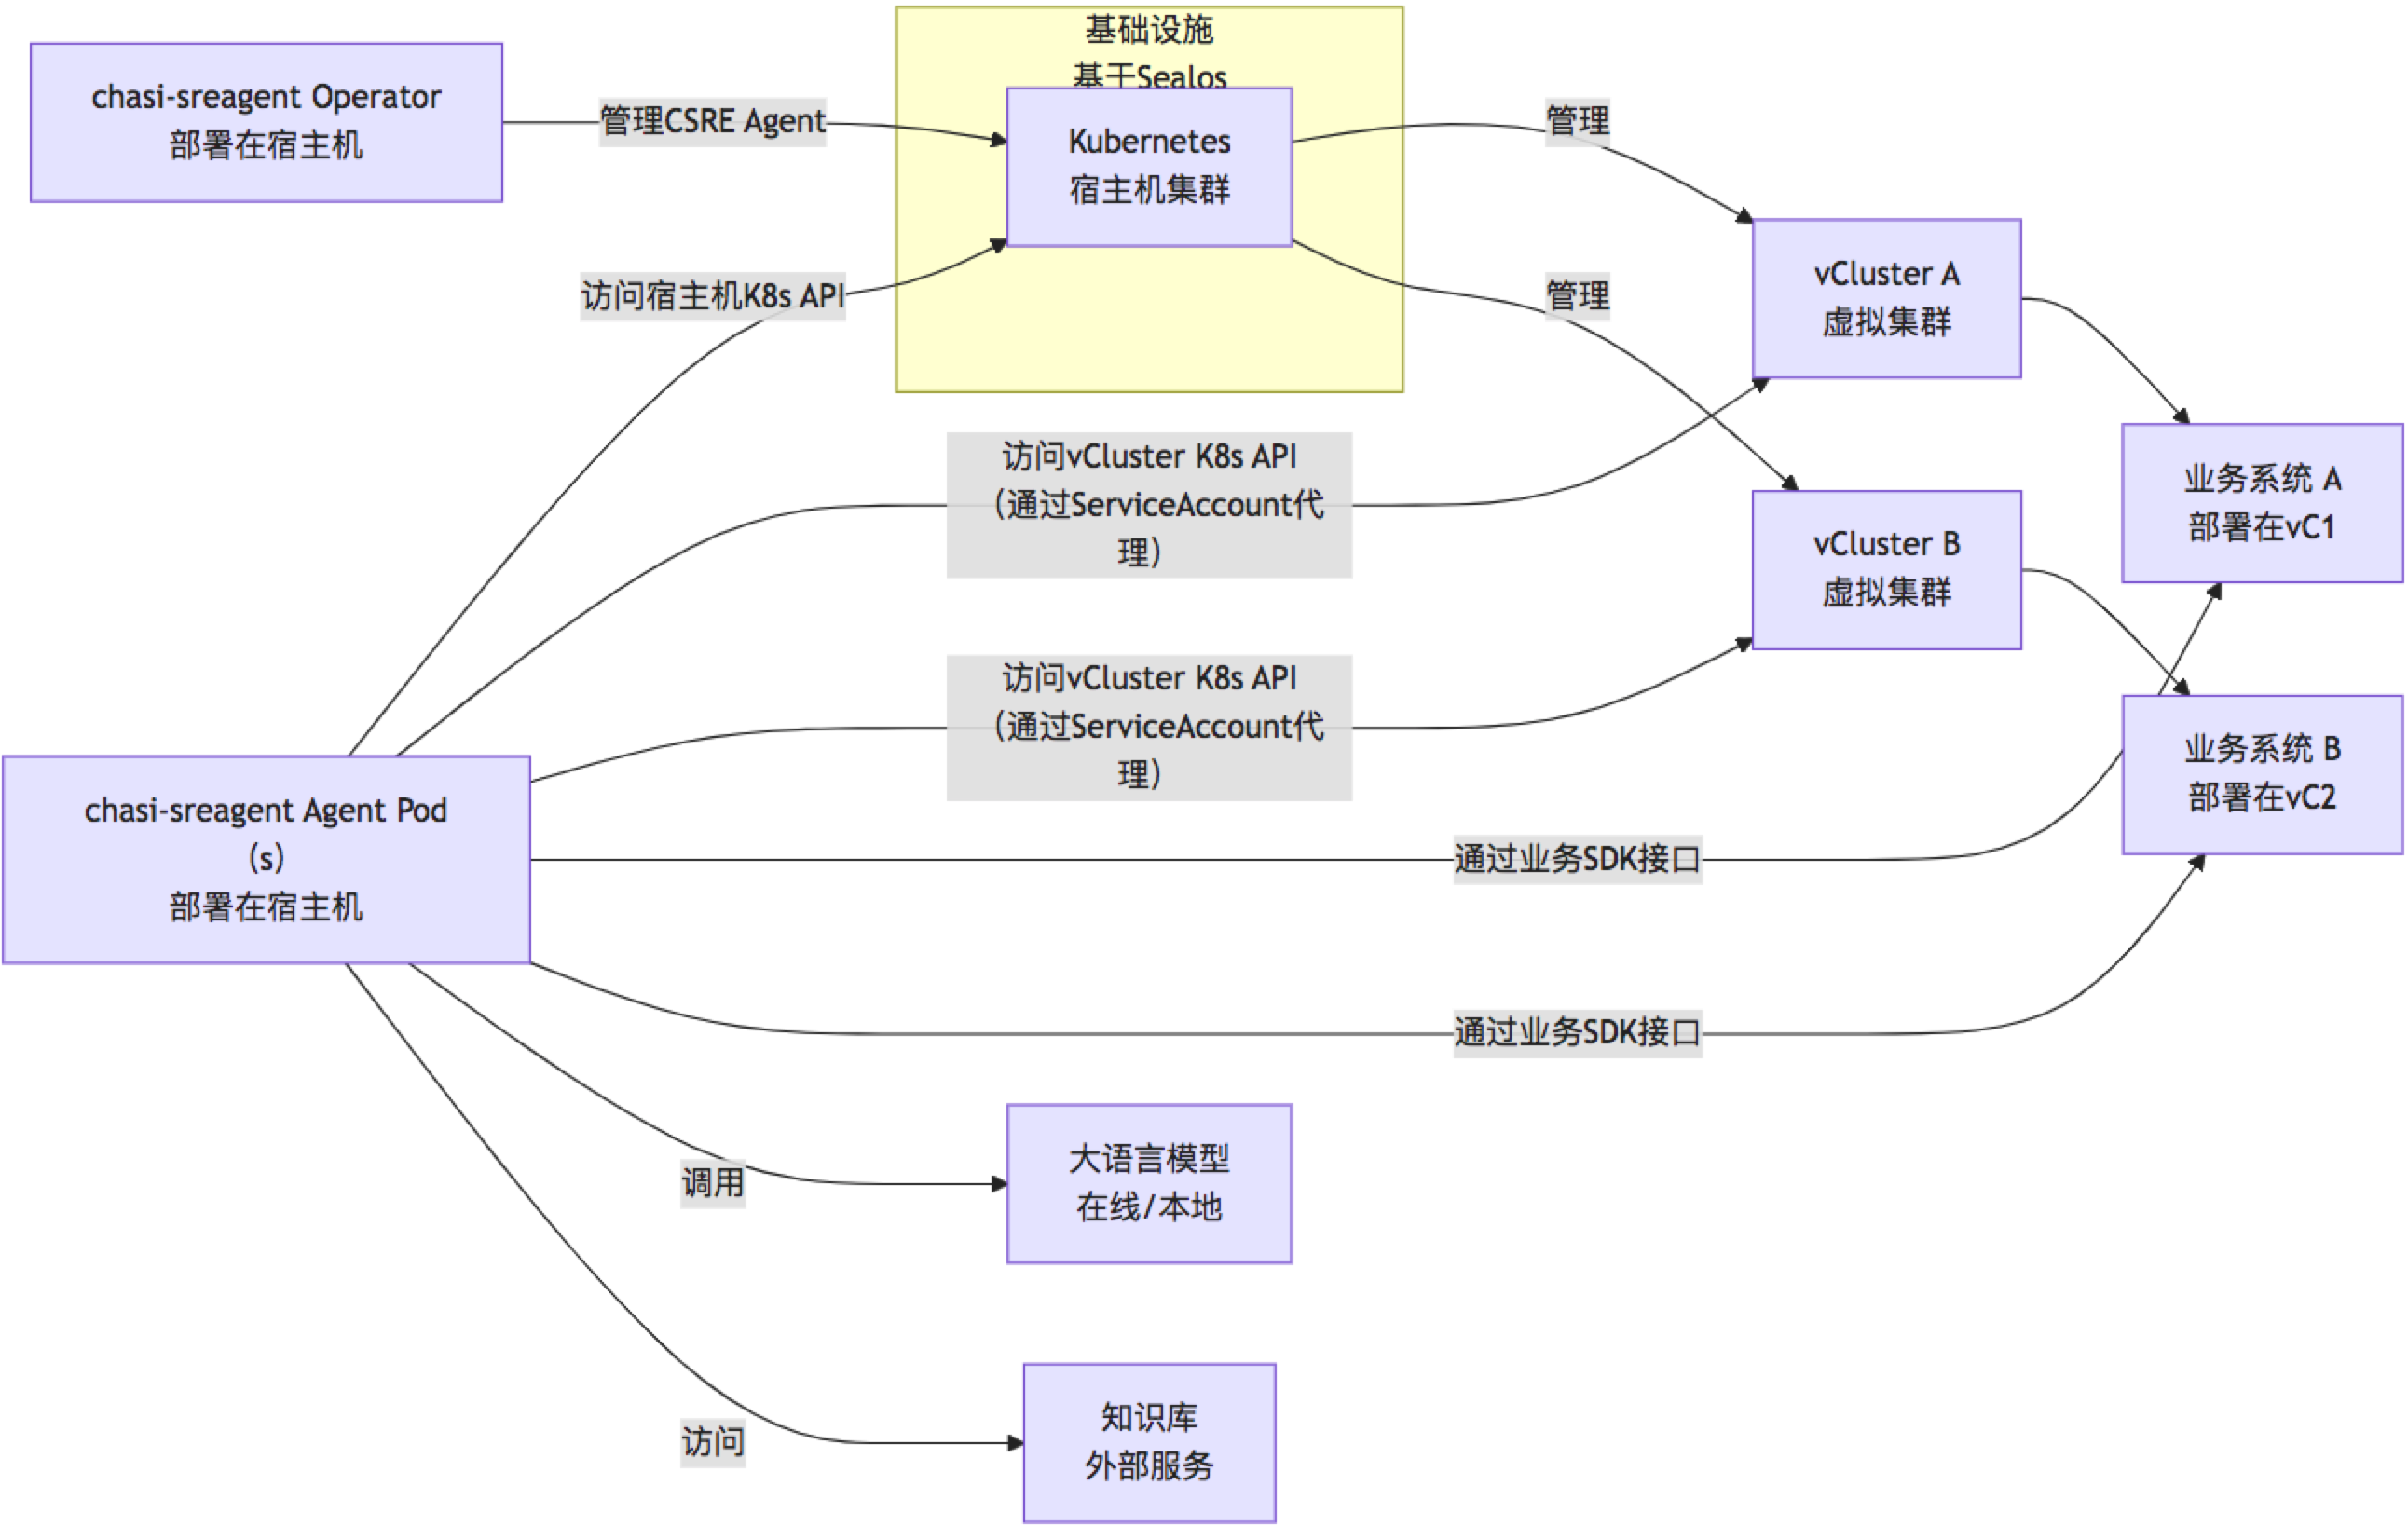 基础设施
基于Sealos
chasi-sreagent Operator
部署在宿主机
管理CSRE Agent
Kubernetes
宿主机集群
管理
访问宿主机K8s API
管理
vCluster A
虚拟集群
访问vCluster K8s API
(通过ServiceAccount代
理)
业务系统 A
部署在vC1
vCluster B
虚拟集群
访问vCluster K8s API
(通过ServiceAccount代
理)
业务系统 B
部署在vC2
chasi-sreagent Agent Pod
(s)
部署在宿主机
通过业务SDK接口
通过业务SDK接口
调用
大语言模型
在线/本地
访问
知识库
外部服务